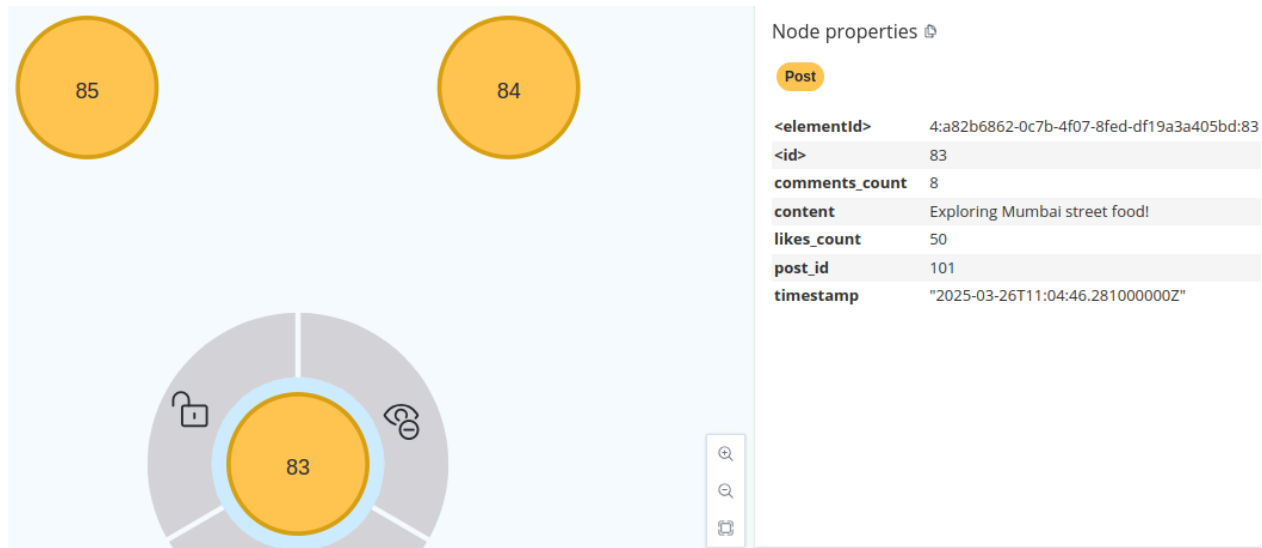 85
84
83
Node properties
Post
<elementId> 4:a82b6862-0c7b-4f07-8fed-df19a3a405bd:83
<id> 83
comments_count 8
content Exploring Mumbai street food!
likes_count 50
post_id 101
timestamp "2025-03-26T11:04:46.281000000Z"